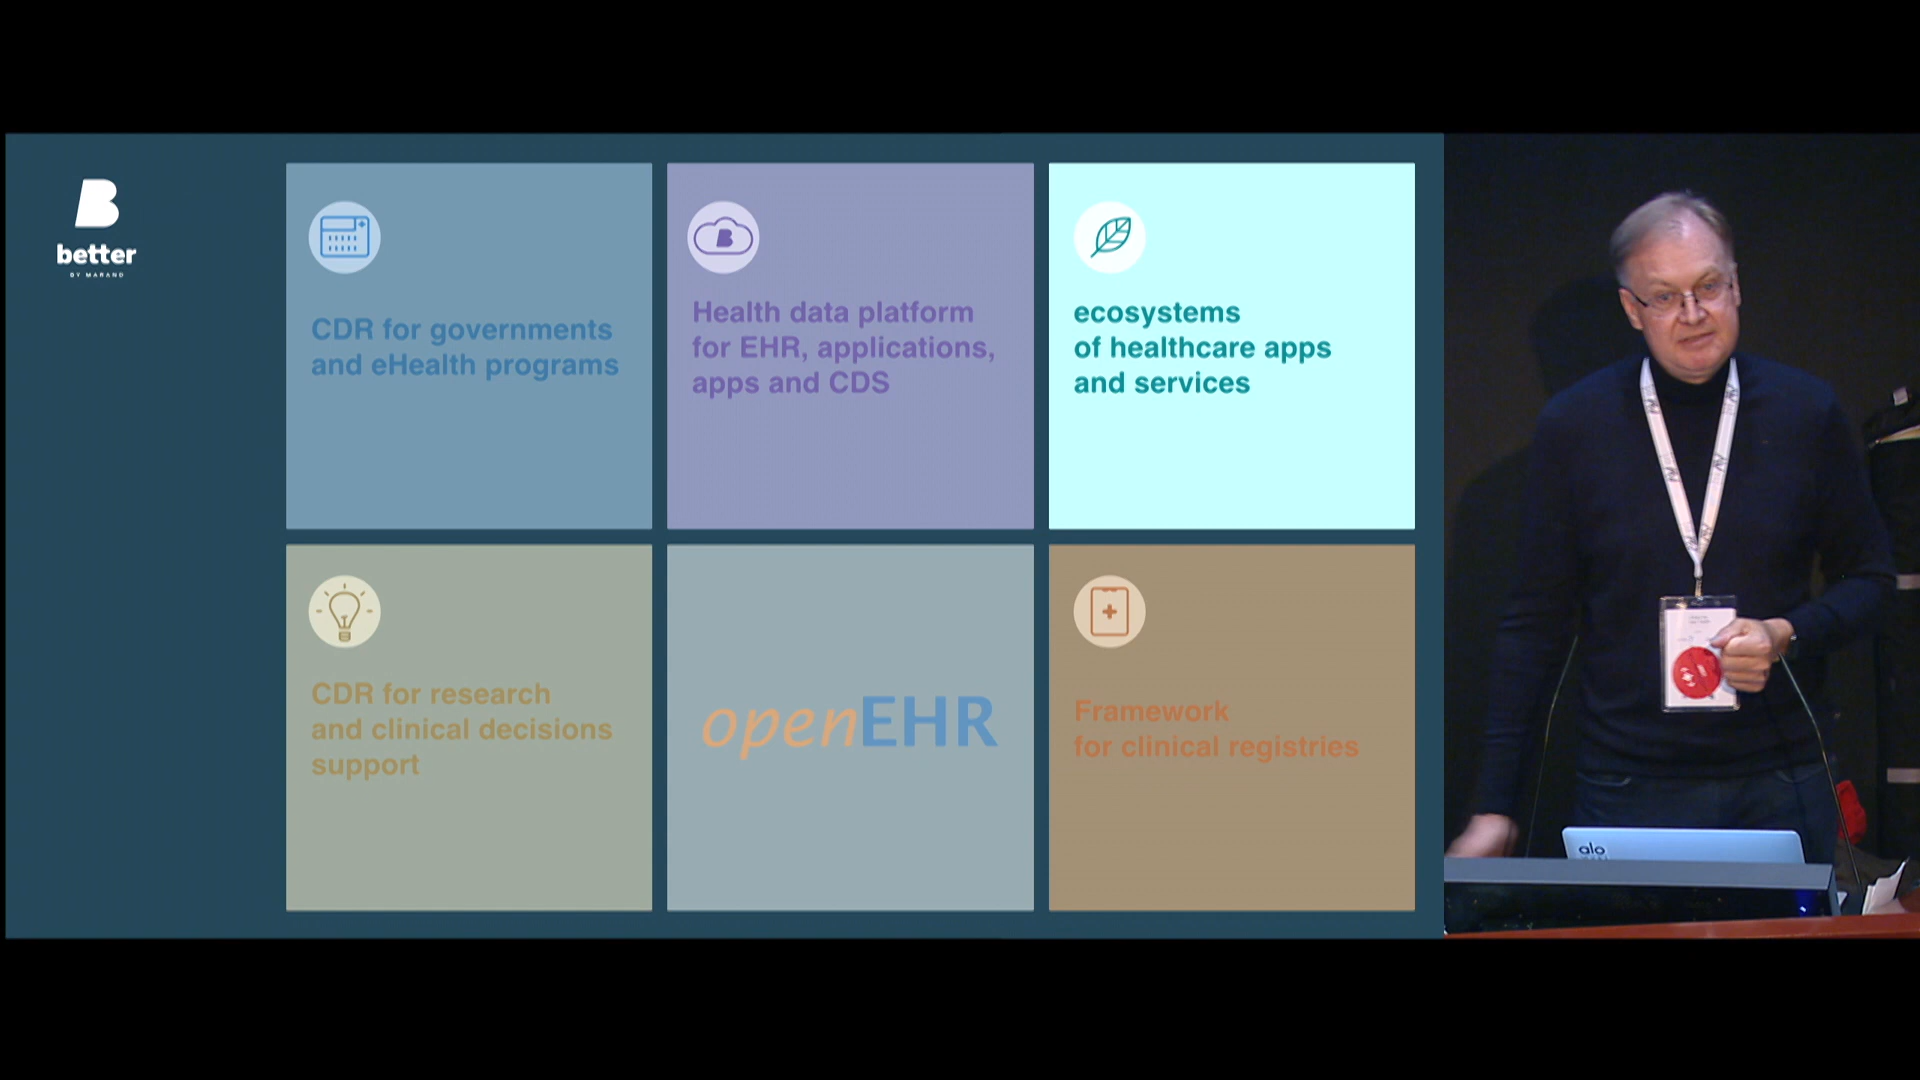 better
BY MARAND
CDR for governments
and eHealth programs
Health data platform
for EHR, applications,
apps and CDS
ecosystems
of healthcare apps
and services
CDR for research
and clinical decisions
support
openEHR
Framework
for clinical registries
alo